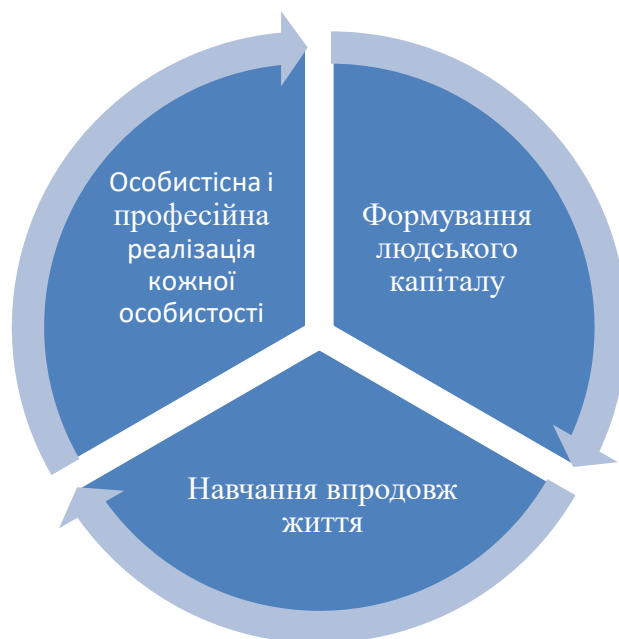 Особистісна і
професійна
реалізація
кожної
особистості
Формування
людського
капіталу
Навчання впродовж
життя